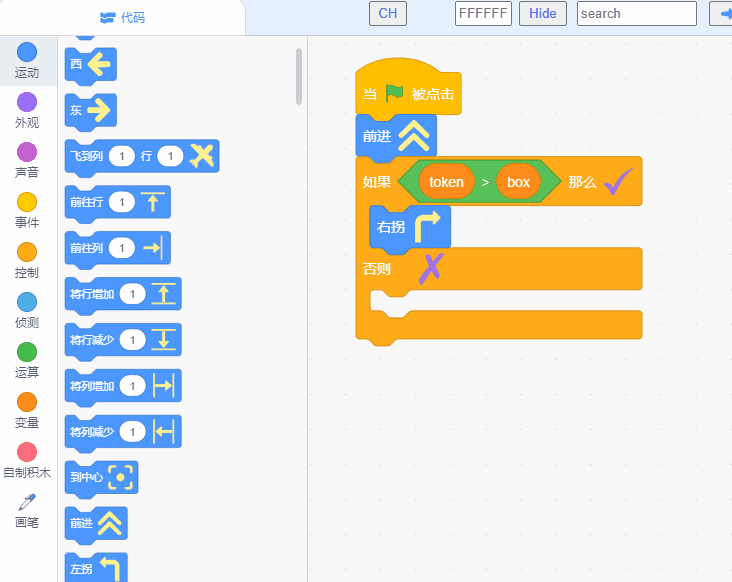 代码
CH
FFFFFF
Hide
search
运动
外观
声音
事件
控制
侦测
运算
变量
自制积木
画笔
西
东
飞到列 1 行 1
前往行 1
前往列 1
将行增加 1
将行减少 1
将列增加 1
将列减少 1
到中心
前进
左拐
当 被点击
前进
如果 token > box 那么
右拐
否则